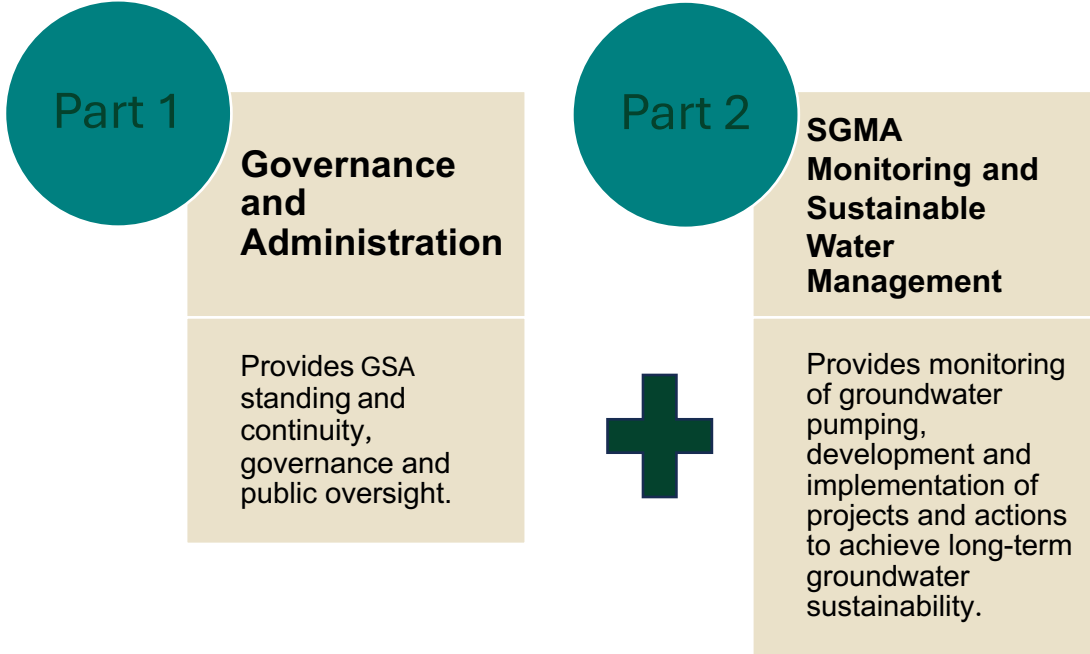 Part 1
Governance
and
Administration
Provides GSA
standing and
continuity,
governance and
public oversight.
Part 2
SGMA
Monitoring and
Sustainable
Water
Management
Provides monitoring
of groundwater
pumping,
development and
implementation of
projects and actions
to achieve long-term
groundwater
sustainability.